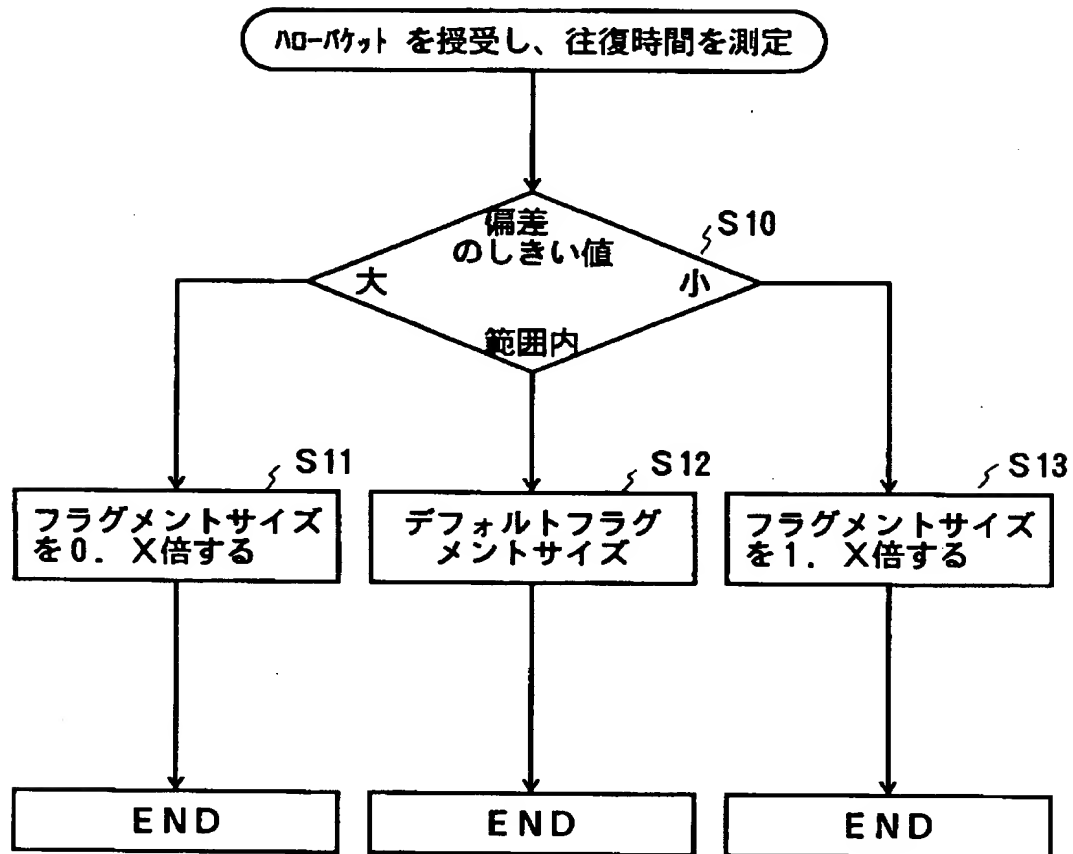 ﾊﾛｰﾊﾟｹｯﾄ を授受し、往復時間を測定
偏差
のしきい値
S10
大
小
範囲内
S11
フラグメントサイズ
を0．X倍する
S12
デフォルトフラグ
メントサイズ
S13
フラグメントサイズ
を1．X倍する
END
END
END